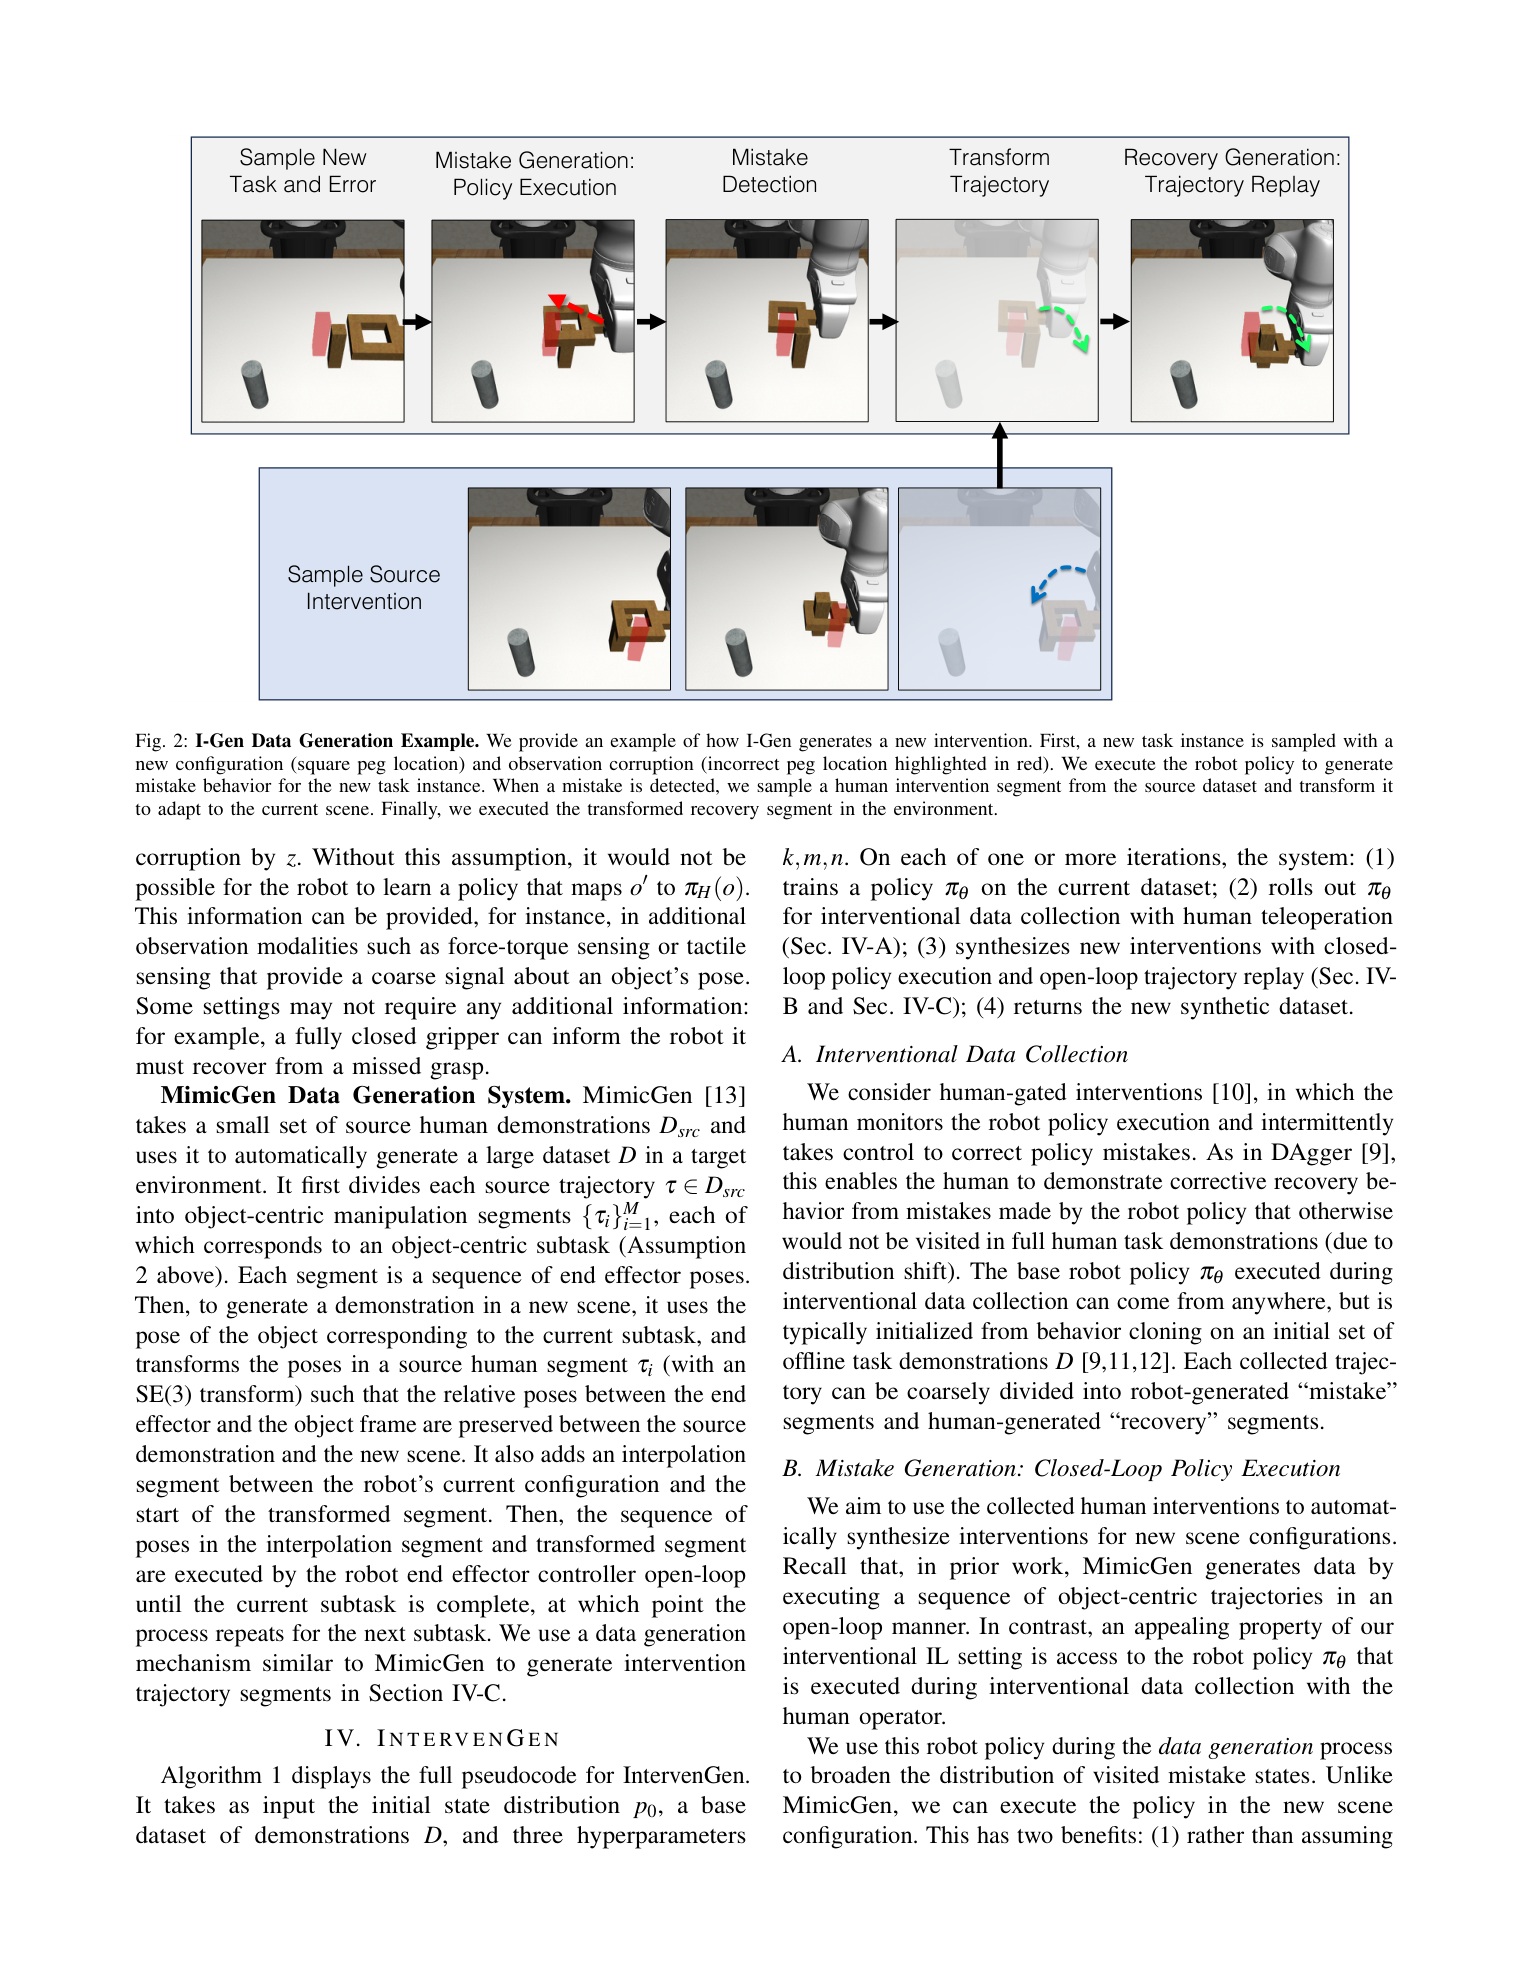 Sample New
Task and Error
Mistake Generation:
Policy Execution
Mistake
Detection
Transform
Trajectory
Recovery Generation:
Trajectory Replay
Sample Source
Intervention
Fig. 2: I-Gen Data Generation Example. We provide an example of how I-Gen generates a new intervention. First, a new task instance is sampled with a
new configuration (square peg location) and observation corruption (incorrect peg location highlighted in red). We execute the robot policy to generate
mistake behavior for the new task instance. When a mistake is detected, we sample a human intervention segment from the source dataset and transform it
to adapt to the current scene. Finally, we executed the transformed recovery segment in the environment.
corruption by z. Without this assumption, it would not be
possible for the robot to learn a policy that maps o′ to π_H(o).
This information can be provided, for instance, in additional
observation modalities such as force-torque sensing or tactile
sensing that provide a coarse signal about an object's pose.
Some settings may not require any additional information:
for example, a fully closed gripper can inform the robot it
must recover from a missed grasp.
MimicGen Data Generation System. MimicGen [13]
takes a small set of source human demonstrations D_src and
uses it to automatically generate a large dataset D in a target
environment. It first divides each source trajectory τ ∈ D_src
into object-centric manipulation segments {τ_i}_{i=1}^M, each of
which corresponds to an object-centric subtask (Assumption
2 above). Each segment is a sequence of end effector poses.
Then, to generate a demonstration in a new scene, it uses the
pose of the object corresponding to the current subtask, and
transforms the poses in a source human segment τ_i (with an
SE(3) transform) such that the relative poses between the end
effector and the object frame are preserved between the source
demonstration and the new scene. It also adds an interpolation
segment between the robot's current configuration and the
start of the transformed segment. Then, the sequence of
poses in the interpolation segment and transformed segment
are executed by the robot end effector controller open-loop
until the current subtask is complete, at which point the
process repeats for the next subtask. We use a data generation
mechanism similar to MimicGen to generate intervention
trajectory segments in Section IV-C.
IV. INTERVENGEN
Algorithm 1 displays the full pseudocode for IntervenGen.
It takes as input the initial state distribution p_0, a base
dataset of demonstrations D, and three hyperparameters
k,m,n. On each of one or more iterations, the system: (1)
trains a policy π_θ on the current dataset; (2) rolls out π_θ
for interventional data collection with human teleoperation
(Sec. IV-A); (3) synthesizes new interventions with closed-
loop policy execution and open-loop trajectory replay (Sec. IV-
B and Sec. IV-C); (4) returns the new synthetic dataset.
A. Interventional Data Collection
We consider human-gated interventions [10], in which the
human monitors the robot policy execution and intermittently
takes control to correct policy mistakes. As in DAgger [9],
this enables the human to demonstrate corrective recovery be-
havior from mistakes made by the robot policy that otherwise
would not be visited in full human task demonstrations (due to
distribution shift). The base robot policy π_θ executed during
interventional data collection can come from anywhere, but is
typically initialized from behavior cloning on an initial set of
offline task demonstrations D [9,11,12]. Each collected trajec-
tory can be coarsely divided into robot-generated “mistake”
segments and human-generated “recovery” segments.
B. Mistake Generation: Closed-Loop Policy Execution
We aim to use the collected human interventions to automat-
ically synthesize interventions for new scene configurations.
Recall that, in prior work, MimicGen generates data by
executing a sequence of object-centric trajectories in an
open-loop manner. In contrast, an appealing property of our
interventional IL setting is access to the robot policy π_θ that
is executed during interventional data collection with the
human operator.
We use this robot policy during the data generation process
to broaden the distribution of visited mistake states. Unlike
MimicGen, we can execute the policy in the new scene
configuration. This has two benefits: (1) rather than assuming